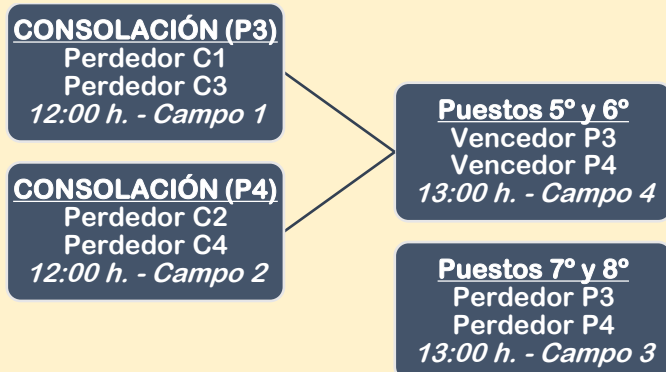 CONSOLACIÓN (P3)
Perdedor C1
Perdedor C3
12:00 h. - Campo 1
CONSOLACIÓN (P4)
Perdedor C2
Perdedor C4
12:00 h. - Campo 2
Puestos 5º y 6º
Vencedor P3
Vencedor P4
13:00 h. - Campo 4
Puestos 7º y 8º
Perdedor P3
Perdedor P4
13:00 h. - Campo 3